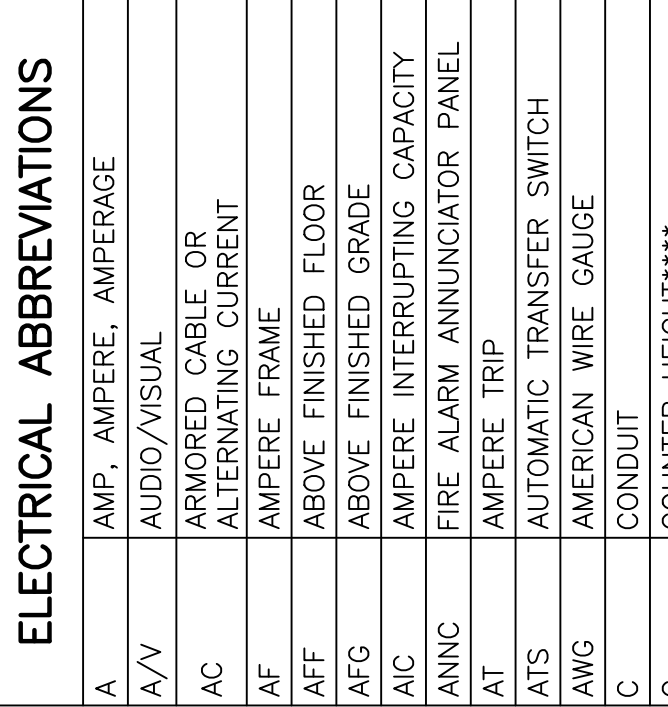 ELECTRICAL ABBREVIATIONS
A AMP, AMPERE, AMPERAGE
A/V AUDIO/VISUAL
AC ARMORED CABLE OR
ALTERNATING CURRENT
AF AMPERE FRAME
AFF ABOVE FINISHED FLOOR
AFG ABOVE FINISHED GRADE
AIC AMPERE INTERRUPTING CAPACITY
ANNC FIRE ALARM ANNUNCIATOR PANEL
AT AMPERE TRIP
ATS AUTOMATIC TRANSFER SWITCH
AWG AMERICAN WIRE GAUGE
C CONDUIT
COUNTER HEIGHT****